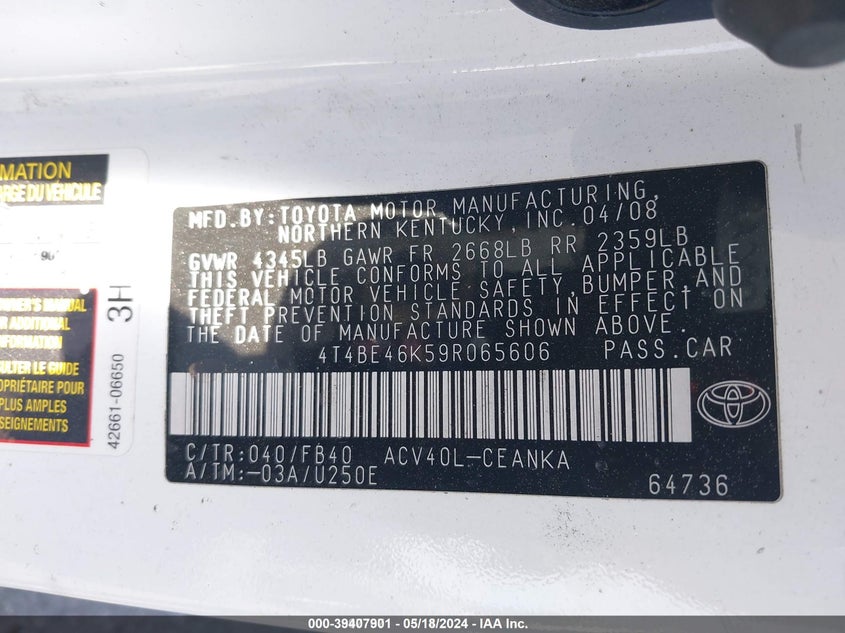 MATION
ARGE DU VÉHICULE
OWNER'S MANUAL
R ADDITIONAL
FORMATION
ULTER LE GUIDE
OPRIÉTAIRE POUR
PLUS AMPLES
SEIGNEMENTS
42661-06650 3H
MFD.BY:TOYOTA MOTOR MANUFACTURING,
NORTHERN KENTUCKY, INC. 04/08
GVWR 4345LB GAWR FR 2668LB RR 2359LB
THIS VEHICLE CONFORMS TO ALL APPLICABLE
FEDERAL MOTOR VEHICLE SAFETY, BUMPER, AND
THEFT PREVENTION STANDARDS IN EFFECT ON
THE DATE OF MANUFACTURE SHOWN ABOVE.
4T4BE46K59R065606 PASS.CAR
C/TR:040/FB40 ACV40L-CEANKA
A/TM:-03A/U250E
64736
000-39407901 - 05/18/2024 - IAA Inc.